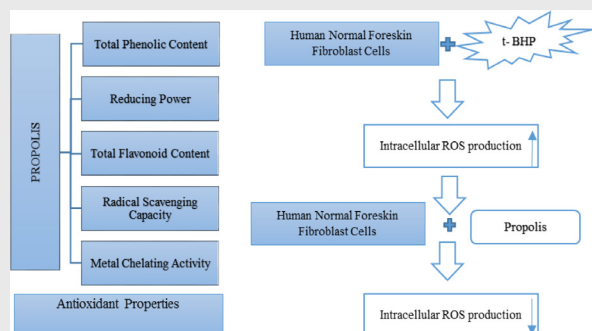 PROPOLIS
Total Phenolic Content
Reducing Power
Total Flavonoid Content
Radical Scavenging
Capacity
Metal Chelating Activity
Antioxidant Properties
Human Normal Foreskin
Fibroblast Cells
t- BHP
Intracellular ROS production
Human Normal Foreskin
Fibroblast Cells
Propolis
Intracellular ROS production